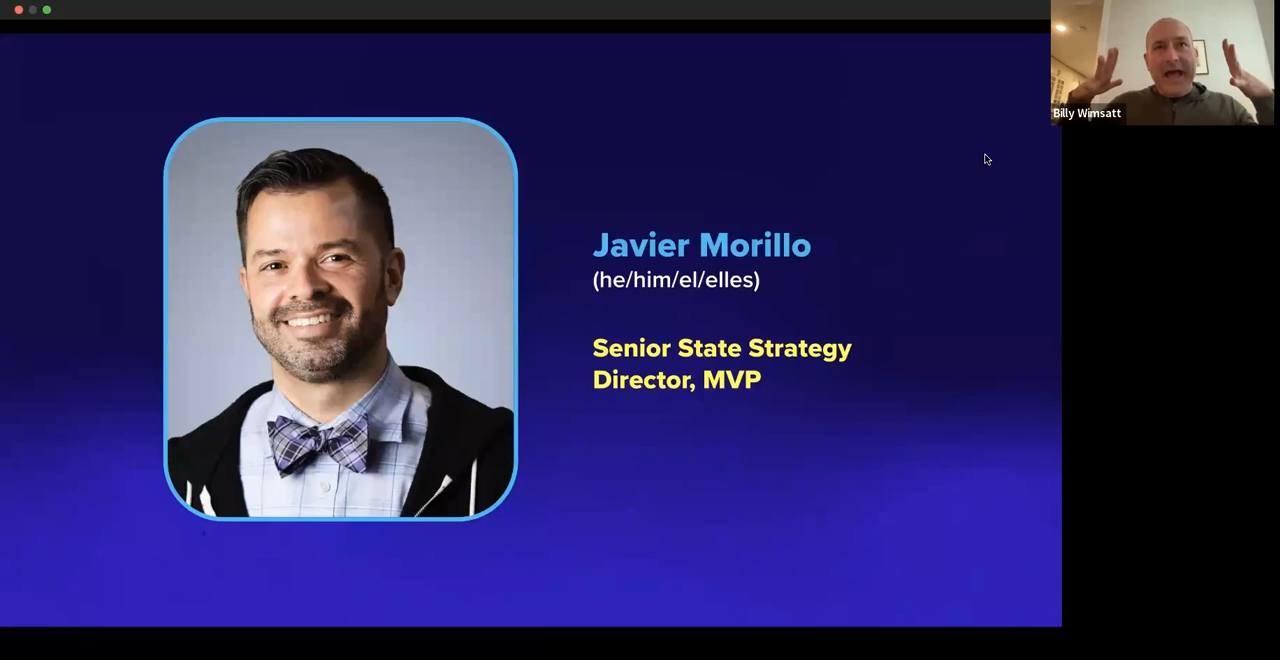 Billy Wimsatt
Javier Morillo
(he/him/el/elles)
Senior State Strategy
Director, MVP